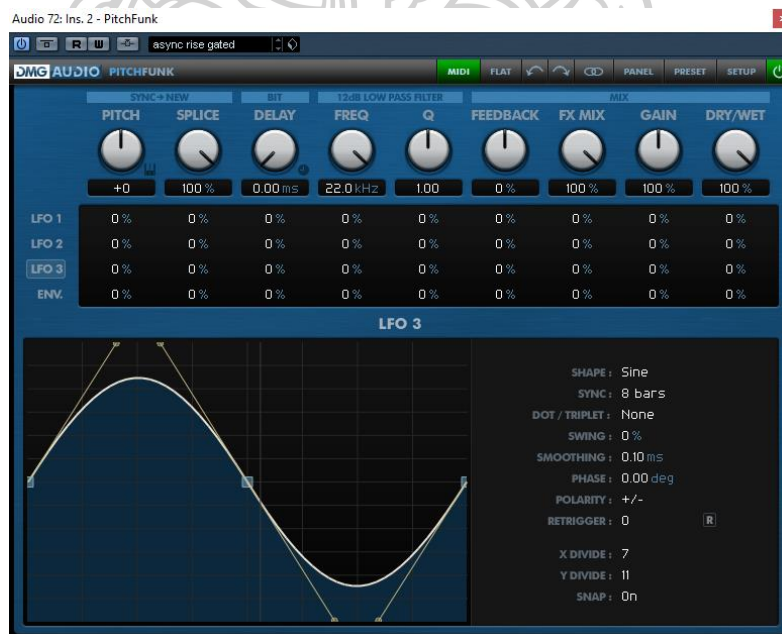 Audio 72: Ins. 2 - PitchFunk
R W async rise gated
DMG AUDIO PITCHFUNK MIDI FLAT PANEL PRESET SETUP
SYNC→NEW BIT 12dB LOW PASS FILTER MIX
PITCH SPLICE DELAY FREQ Q FEEDBACK FX MIX GAIN DRY/WET
+0 100 % 0.00 ms 22.0 kHz 1.00 0 % 100 % 100 % 100 %
LFO 1 0 % 0 % 0 % 0 % 0 % 0 % 0 % 0 % 0 %
LFO 2 0 % 0 % 0 % 0 % 0 % 0 % 0 % 0 % 0 %
LFO 3 0 % 0 % 0 % 0 % 0 % 0 % 0 % 0 % 0 %
ENV. 0 % 0 % 0 % 0 % 0 % 0 % 0 % 0 % 0 %
LFO 3
SHAPE : Sine
SYNC : 8 bars
DOT / TRIPLET : None
SWING : 0 %
SMOOTHING : 0.10 ms
PHASE : 0.00 deg
POLARITY : +/-
RETRIGGER : 0 R
X DIVIDE : 7
Y DIVIDE : 11
SNAP : On